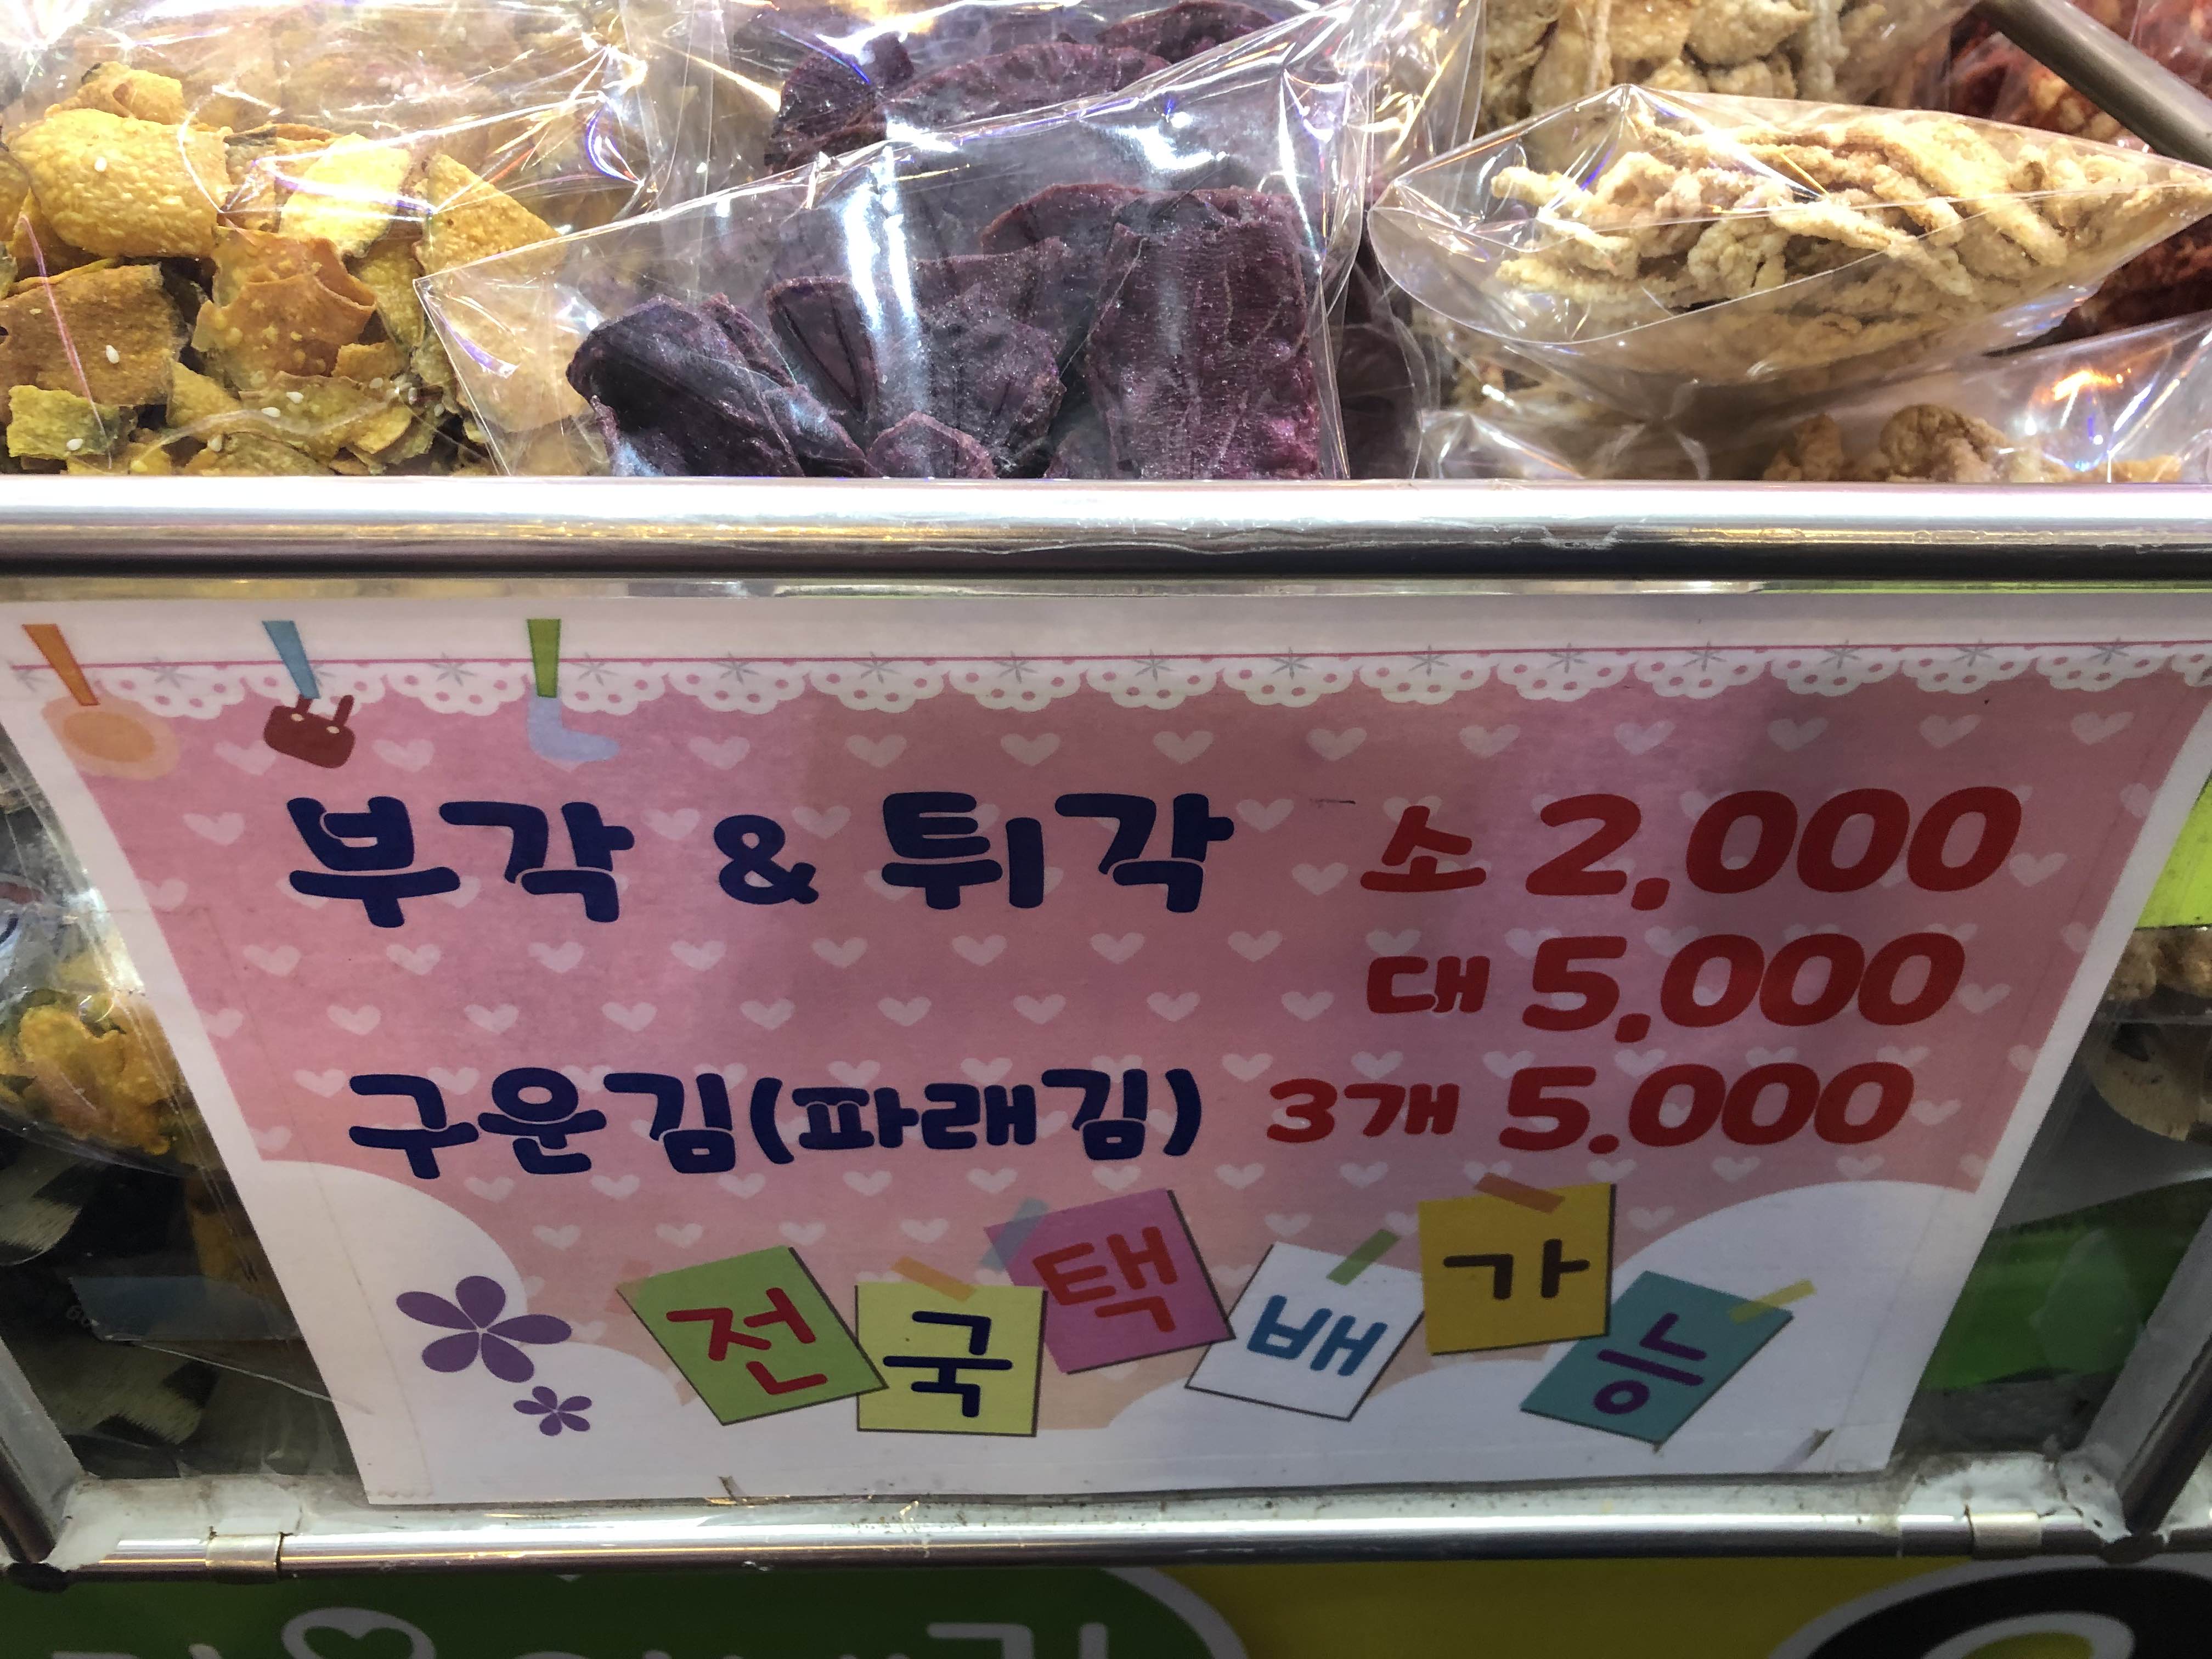 부각 & 튀각 소 2,000
대 5,000
구운김(파래김) 3개 5.000
전국택배가능